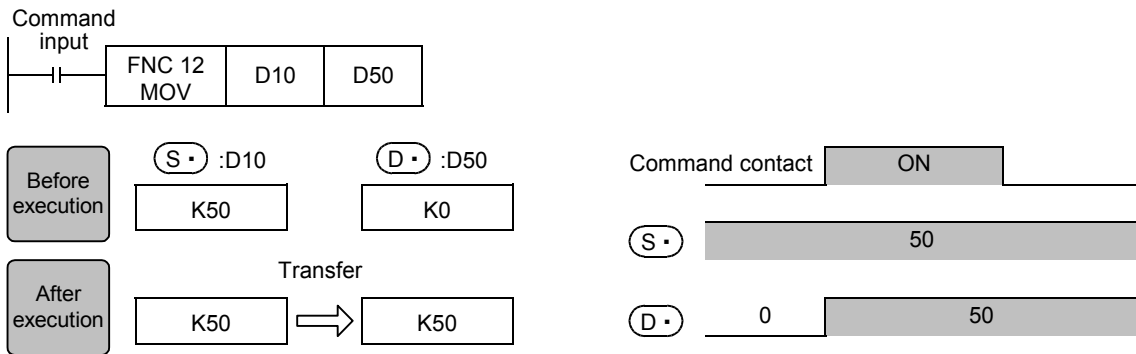 Command
input
FNC 12
MOV
D10
D50
S・ :D10
D・ :D50
Before
execution
K50
K0
Transfer
After
execution
K50
K50
Command contact
ON
S・
50
D・
0
50